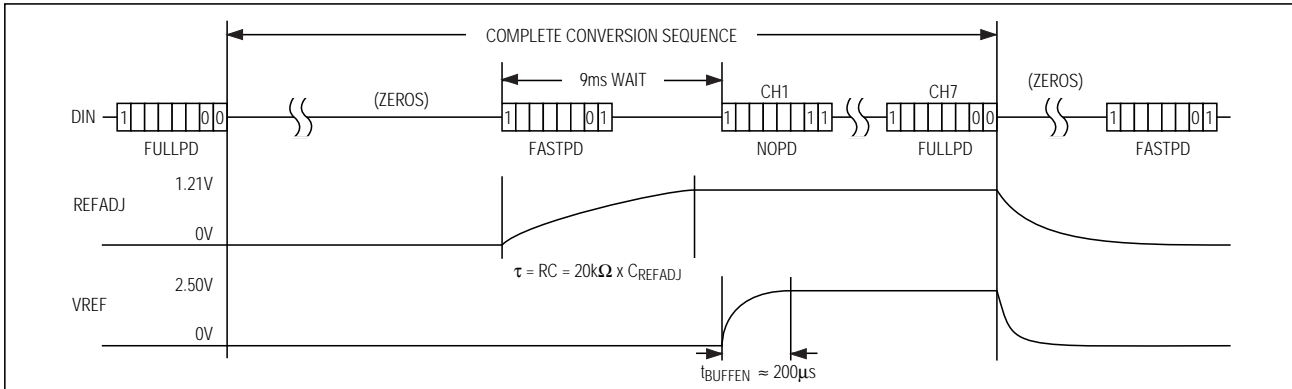 COMPLETE CONVERSION SEQUENCE
9ms WAIT
(ZEROS) CH1 CH7 (ZEROS)
DIN 1 0 0 1 0 1 1 1 1 1 0 0 1 0 1
FULLPD FASTPD NOPD FULLPD FASTPD
1.21V
REFADJ
0V
τ = RC = 20kΩ x CREFADJ
2.50V
VREF
0V
tBUFFEN ≈ 200µs